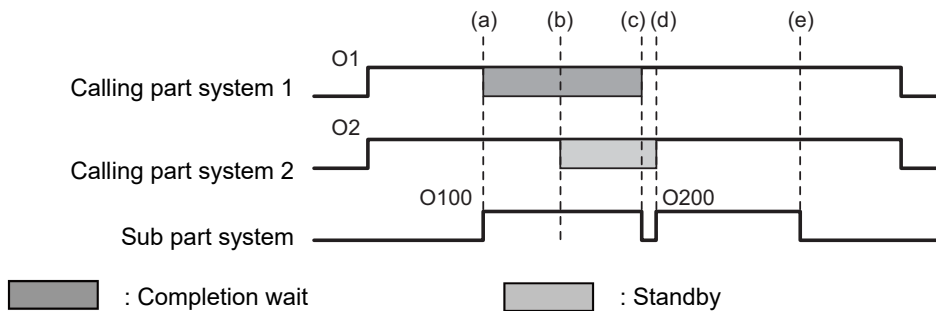 (a) (b) (c) (d) (e)
O1
Calling part system 1
O2
Calling part system 2
O100 O200
Sub part system
: Completion wait : Standby